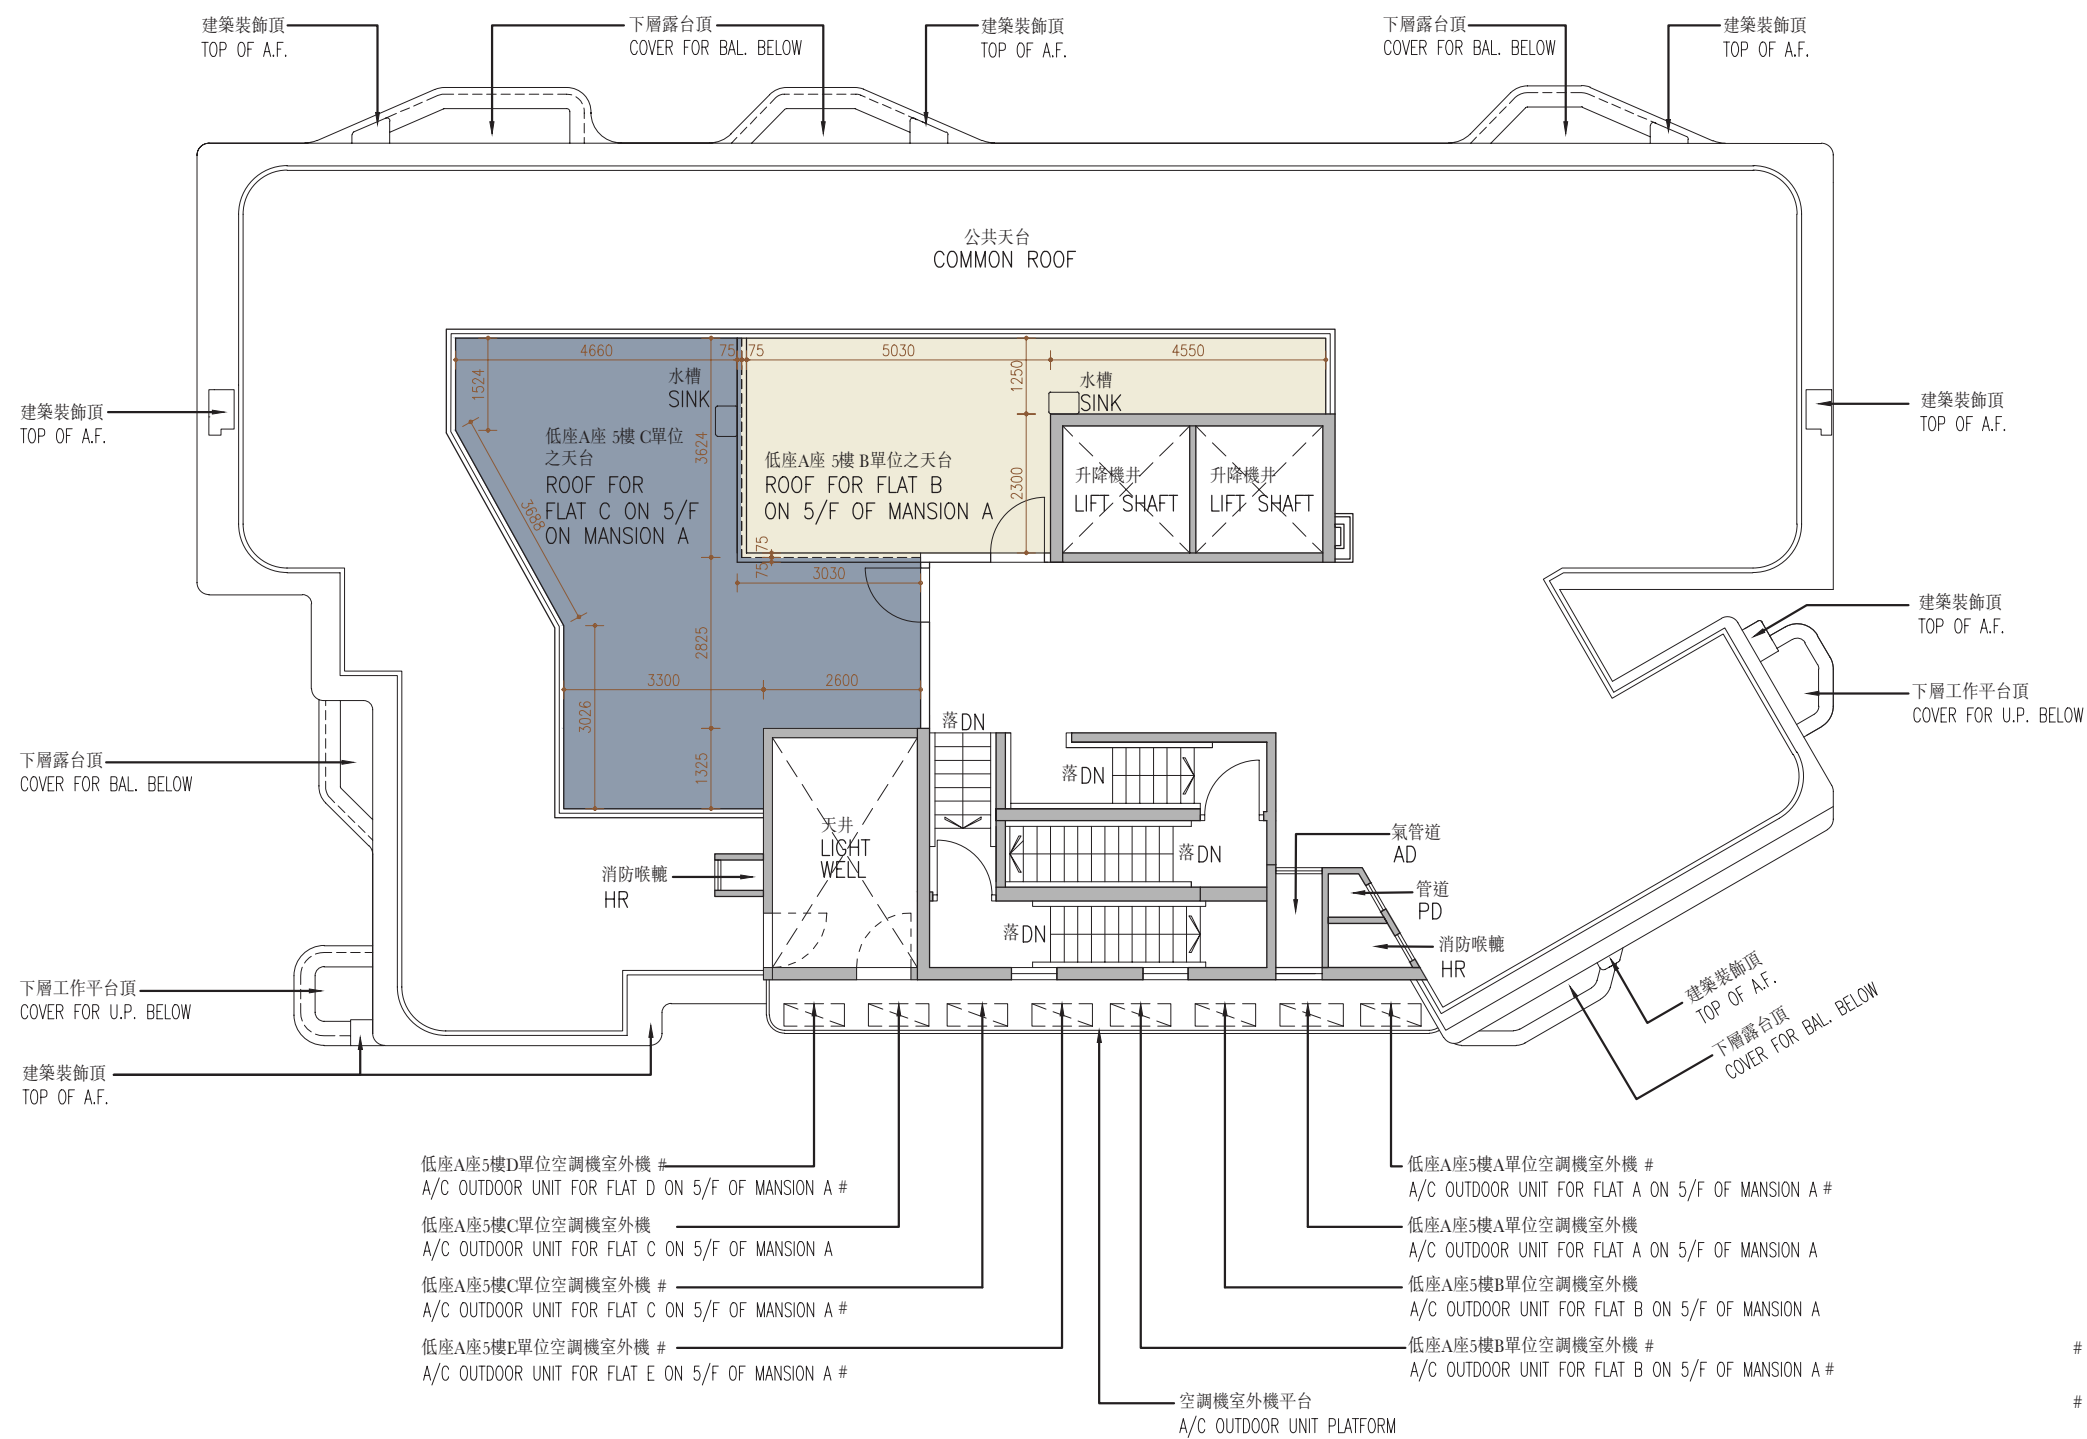 建築裝飾頂
TOP OF A.F.
下層露台頂
COVER FOR BAL. BELOW
建築裝飾頂
TOP OF A.F.
下層露台頂
COVER FOR BAL. BELOW
建築裝飾頂
TOP OF A.F.
公共天台
COMMON ROOF
4660
75
75
5030
4550
1524
1250
水槽
SINK
水槽
SINK
建築裝飾頂
TOP OF A.F.
建築裝飾頂
TOP OF A.F.
低座A座 5樓 C單位
之天台
ROOF FOR
FLAT C ON 5/F
ON MANSION A
3624
3688
低座A座 5樓 B單位之天台
ROOF FOR FLAT B
ON 5/F OF MANSION A
2300
升降機井
LIFT SHAFT
升降機井
LIFT SHAFT
75
75
3030
建築裝飾頂
TOP OF A.F.
2825
3300
2600
3026
1325
下層工作平台頂
COVER FOR U.P. BELOW
落DN
落DN
下層露台頂
COVER FOR BAL. BELOW
天井
LIGHT
WELL
落DN
氣管道
AD
消防喉轆
HR
管道
PD
落DN
消防喉轆
HR
下層工作平台頂
COVER FOR U.P. BELOW
建築裝飾頂
TOP OF A.F.
下層露台頂
COVER FOR BAL. BELOW
建築裝飾頂
TOP OF A.F.
低座A座5樓D單位空調機室外機 #
A/C OUTDOOR UNIT FOR FLAT D ON 5/F OF MANSION A #
低座A座5樓C單位空調機室外機
A/C OUTDOOR UNIT FOR FLAT C ON 5/F OF MANSION A
低座A座5樓C單位空調機室外機 #
A/C OUTDOOR UNIT FOR FLAT C ON 5/F OF MANSION A #
低座A座5樓E單位空調機室外機 #
A/C OUTDOOR UNIT FOR FLAT E ON 5/F OF MANSION A #
低座A座5樓A單位空調機室外機 #
A/C OUTDOOR UNIT FOR FLAT A ON 5/F OF MANSION A #
低座A座5樓A單位空調機室外機
A/C OUTDOOR UNIT FOR FLAT A ON 5/F OF MANSION A
低座A座5樓B單位空調機室外機
A/C OUTDOOR UNIT FOR FLAT B ON 5/F OF MANSION A
低座A座5樓B單位空調機室外機 #
A/C OUTDOOR UNIT FOR FLAT B ON 5/F OF MANSION A #
空調機室外機平台
A/C OUTDOOR UNIT PLATFORM
#
#